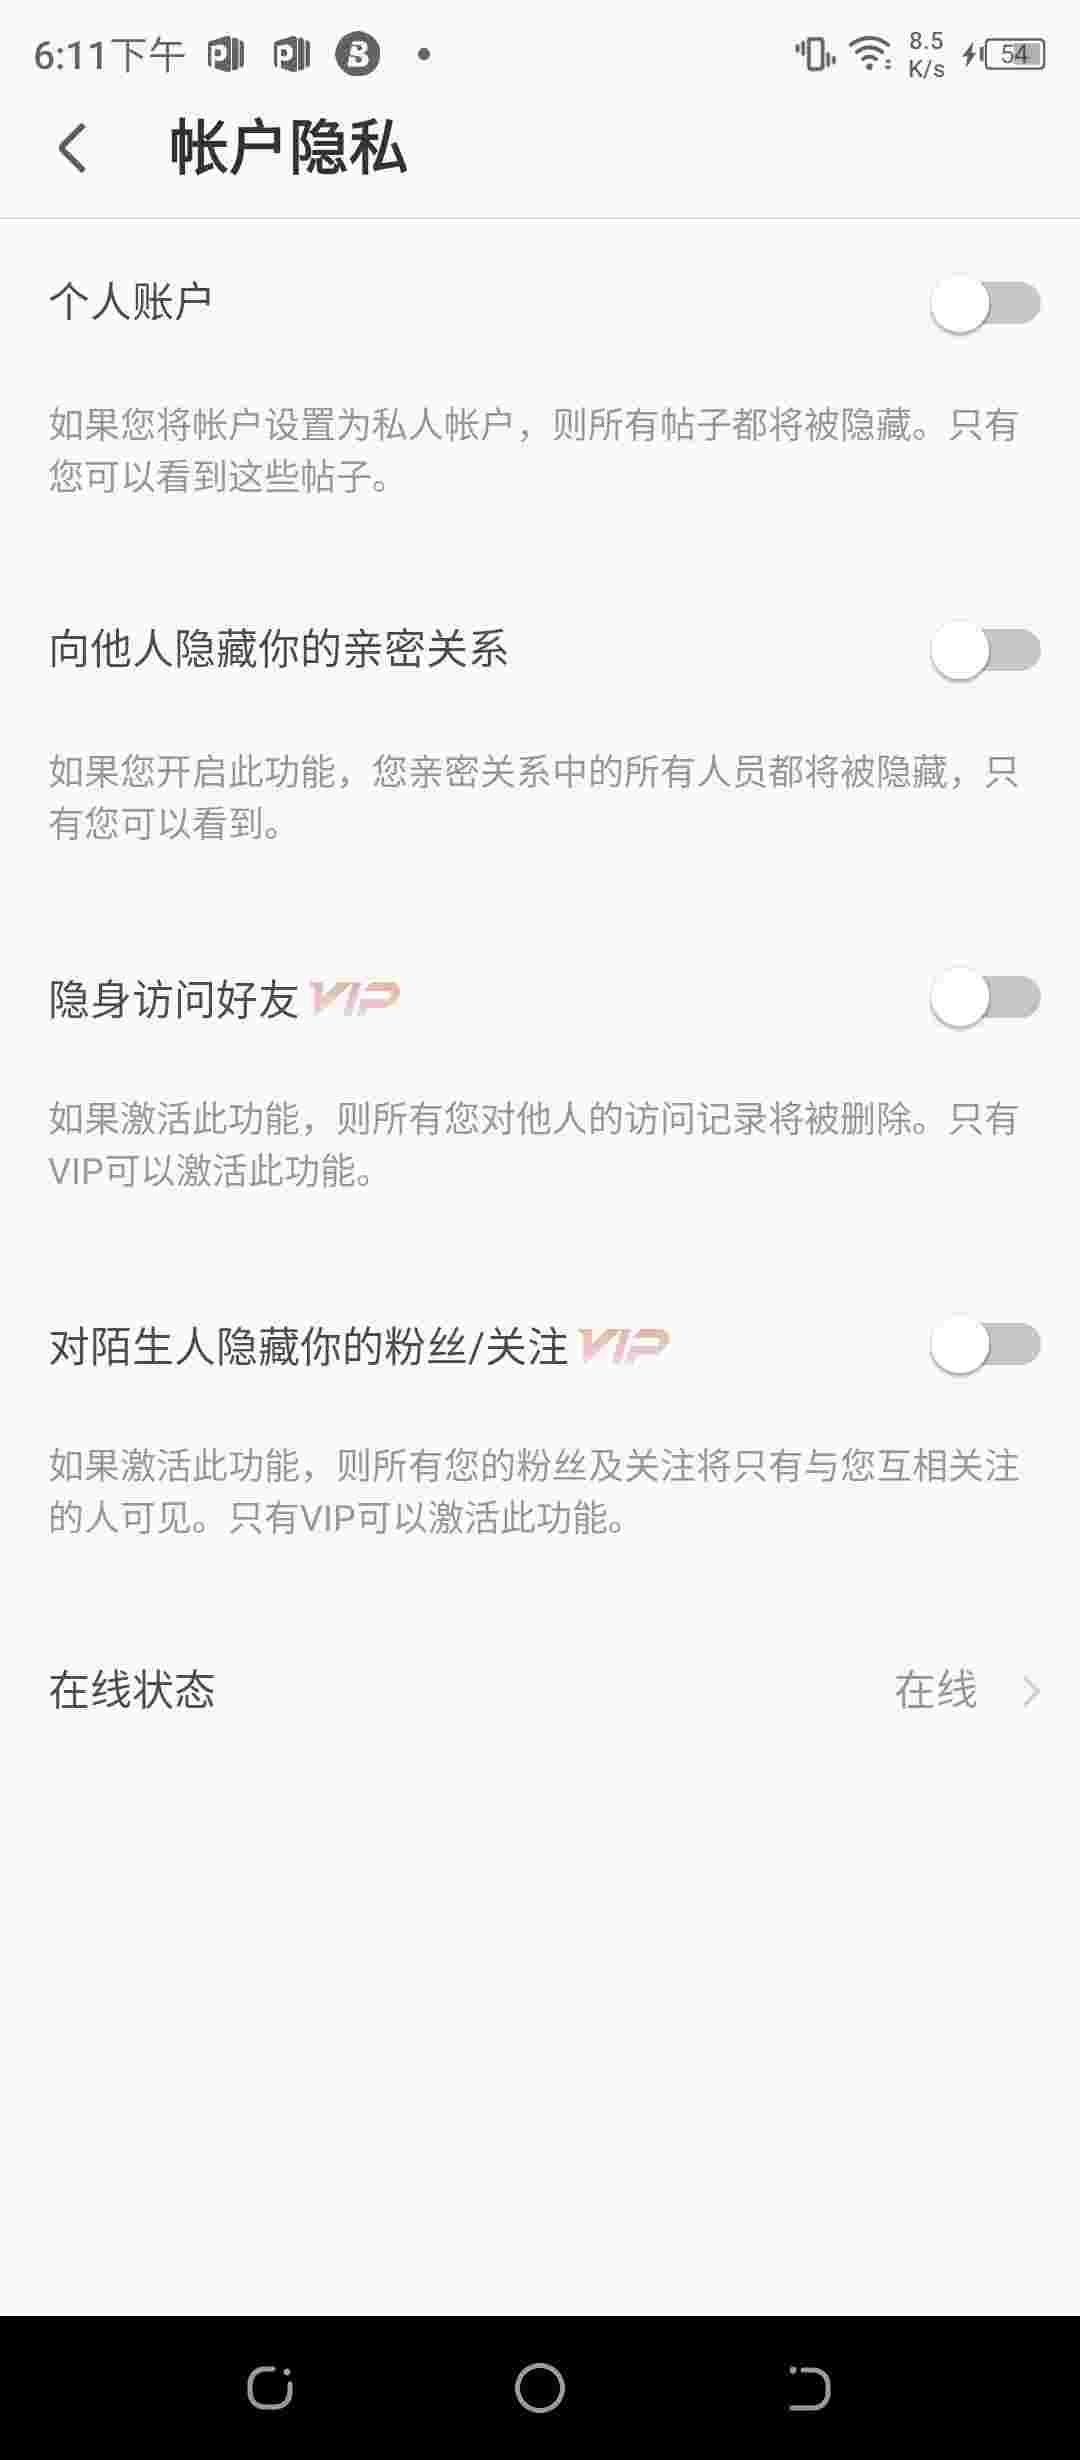 6:11下午
8.5
K/s
54
帐户隐私
个人账户
如果您将帐户设置为私人帐户，则所有帖子都将被隐藏。只有
您可以看到这些帖子。
向他人隐藏你的亲密关系
如果您开启此功能，您亲密关系中的所有人员都将被隐藏，只
有您可以看到。
隐身访问好友 VIP
如果激活此功能，则所有您对他人的访问记录将被删除。只有
VIP可以激活此功能。
对陌生人隐藏你的粉丝/关注 VIP
如果激活此功能，则所有您的粉丝及关注将只有与您互相关注
的人可见。只有VIP可以激活此功能。
在线状态
在线